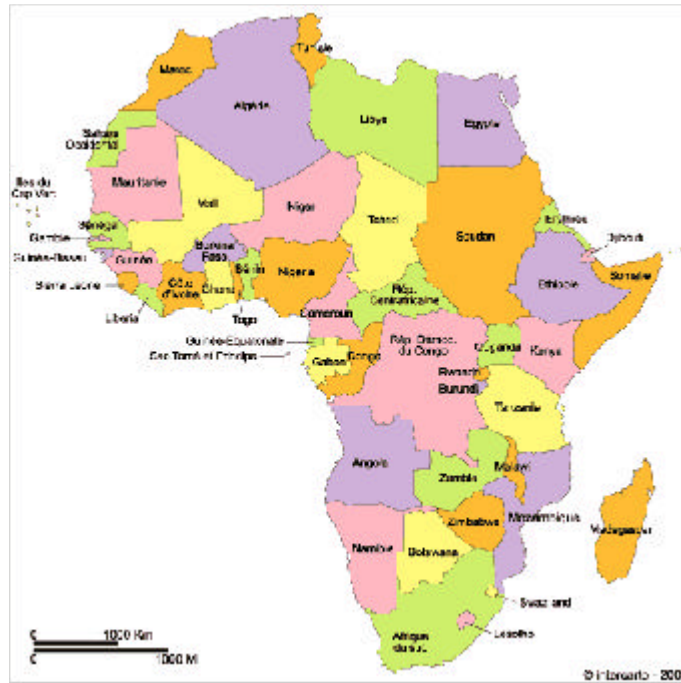 Maroc
Tunisie
Algérie
Libye
Egypte
Sahara
Occidental
Mauritanie
Mali
Niger
Tchad
Soudan
Erythrée
Djibouti
Iles du
Cap Vert
Sénégal
Gambie
Guinée-Bissau
Guinée
Sierra Leone
Liberia
Côte
d'Ivoire
Burkina
Faso
Ghana
Togo
Bénin
Nigeria
Cameroun
Rép.
Centrafricaine
Ethiopie
Somalie
Guinée-Equatoriale
Sao Tomé et Principe
Gabon
Congo
Rép. Democ.
du Congo
Ouganda
Kenya
Rwanda
Burundi
Tanzanie
Angola
Zambie
Malawi
Mozambique
Zimbabwe
Madagascar
Namibie
Botswana
Swaziland
Lesotho
Afrique
du sud
0 1000 Km
0 1000 M
© intercarto - 200